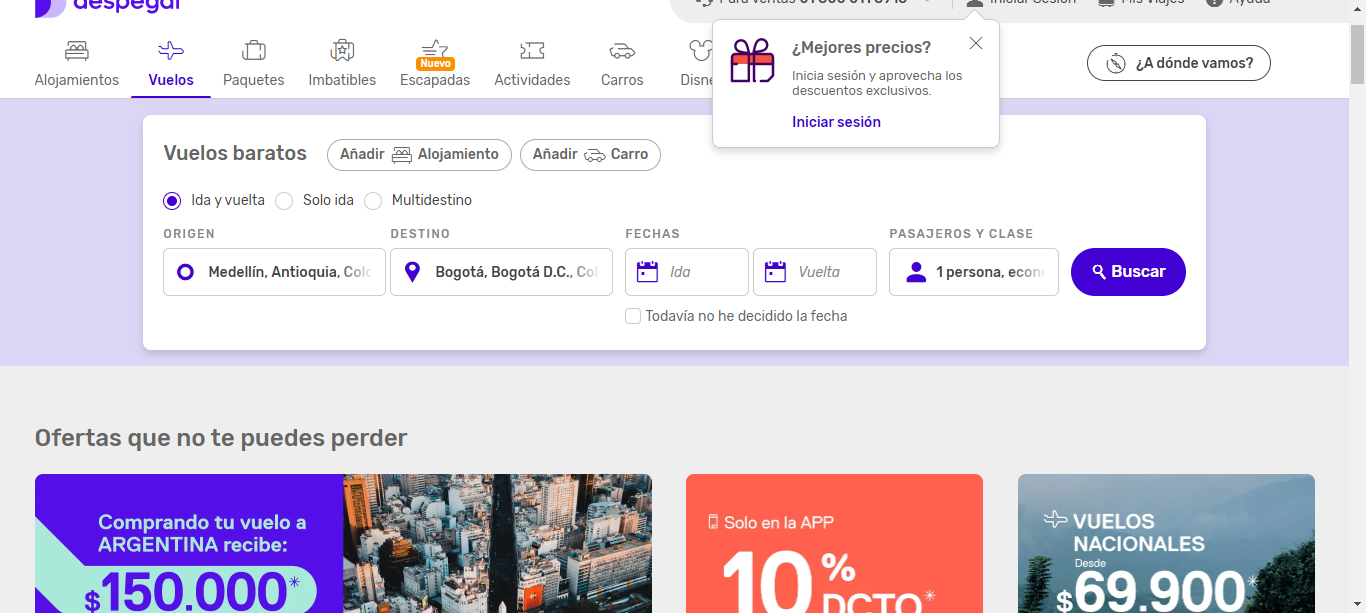 despegar
Iniciar Sesión
Mis Viajes
Ayuda
Alojamientos
Vuelos
Paquetes
Imbatibles
Nuevo
Escapadas
Actividades
Carros
¿Mejores precios?
Inicia sesión y aprovecha los
descuentos exclusivos.
Iniciar sesión
¿A dónde vamos?
Vuelos baratos
Añadir Alojamiento
Añadir Carro
Ida y vuelta
Solo ida
Multidestino
ORIGEN
DESTINO
FECHAS
PASAJEROS Y CLASE
Medellín, Antioquia, Colo
Bogotá, Bogotá D.C., Col
Ida
Vuelta
1 persona, econ
Buscar
Todavía no he decidido la fecha
Ofertas que no te puedes perder
Comprando tu vuelo a
ARGENTINA recibe:
$150.000*
Solo en la APP
10%
DCTO*
VUELOS
NACIONALES
Desde
$69.900*